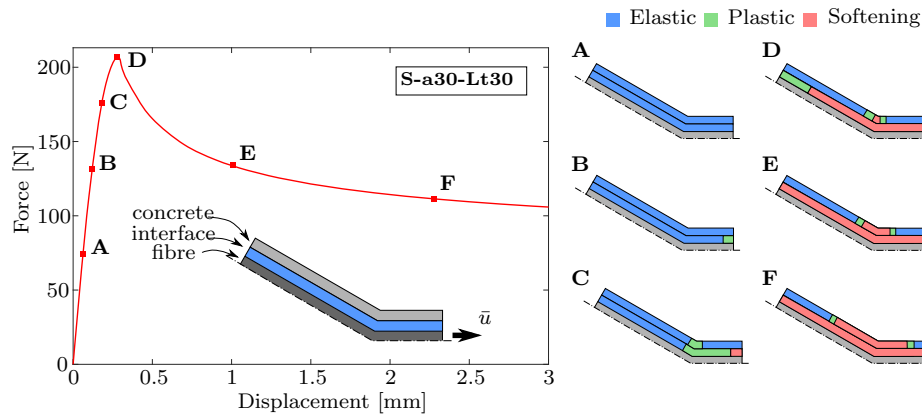 Elastic Plastic Softening
S-a30-Lt30
Force [N]
200
150
100
50
0
A
B
C
D
E
F
concrete
interface
fibre
ū
0 0.5 1 1.5 2 2.5 3
Displacement [mm]
A
D
B
E
C
F